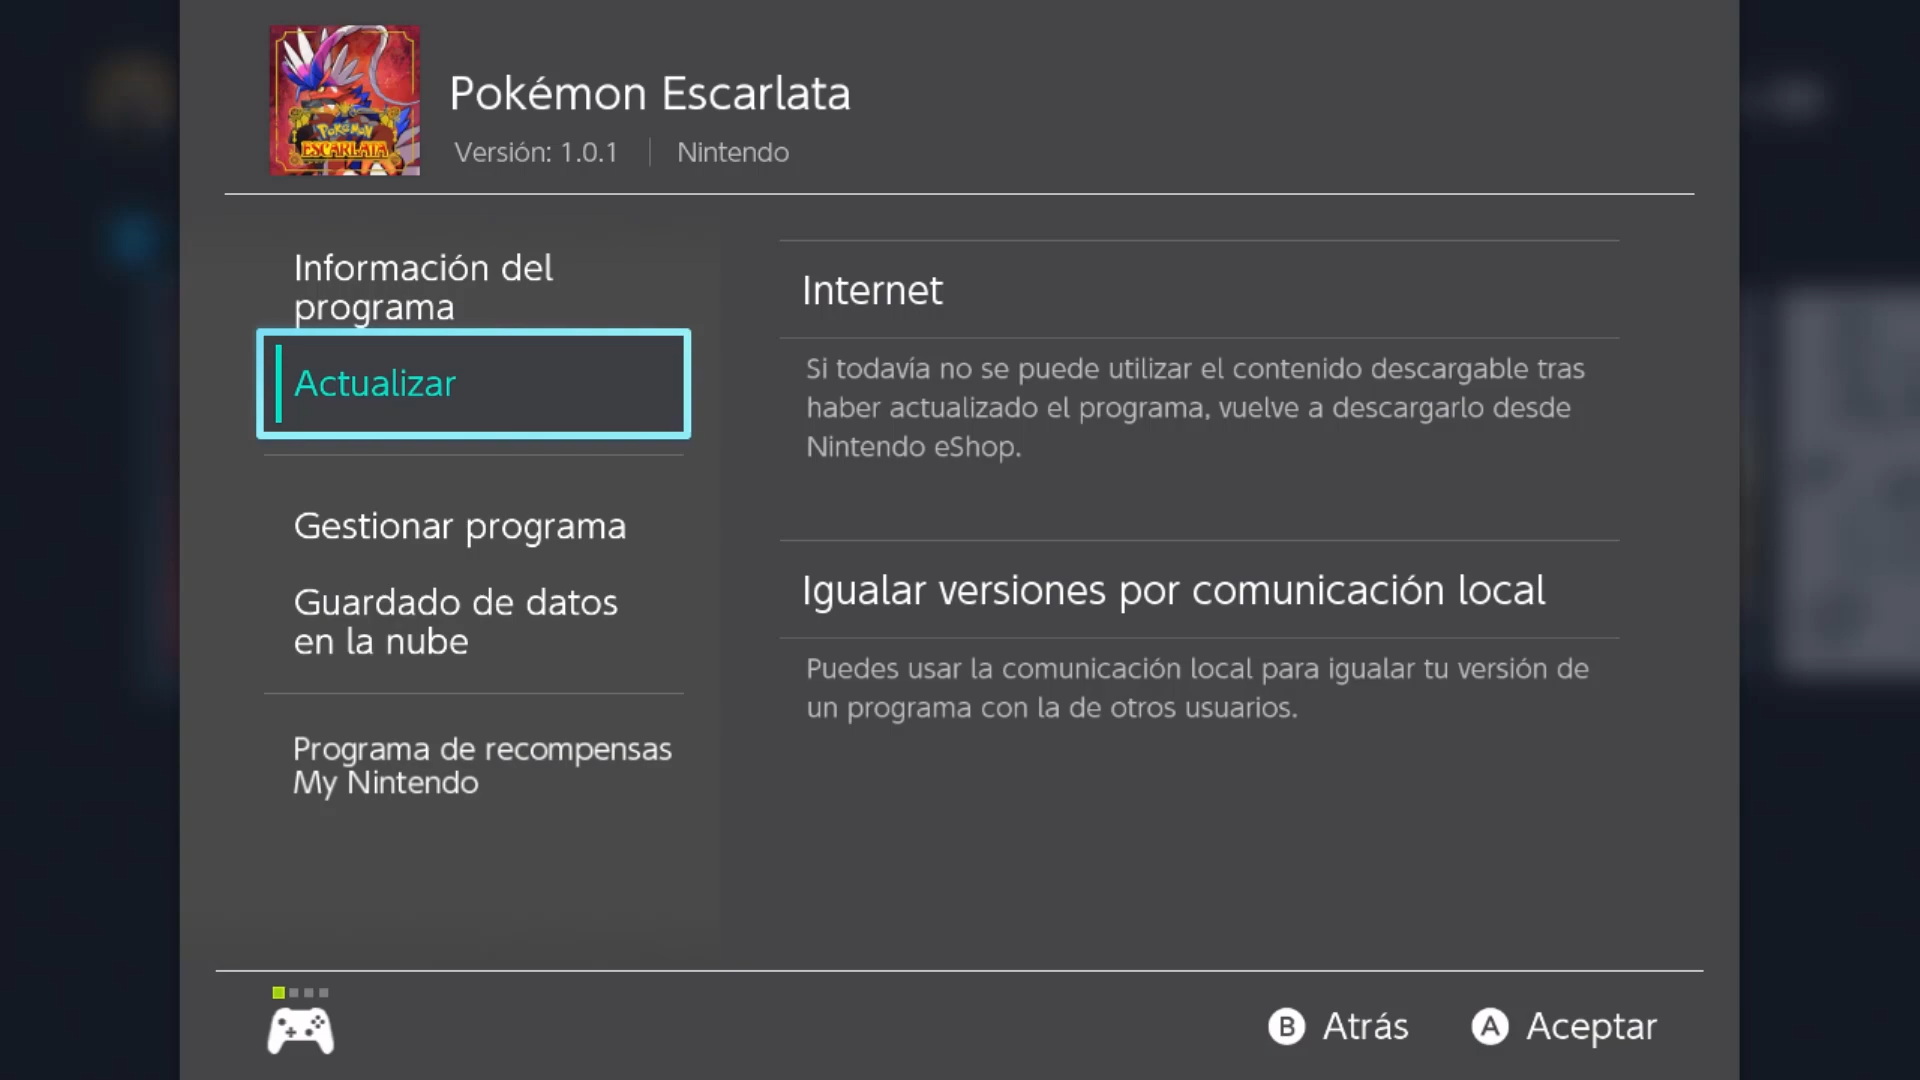 Pokémon
ESCARLATA
Pokémon Escarlata
Versión: 1.0.1
Nintendo
Información del
programa
Actualizar
Gestionar programa
Guardado de datos
en la nube
Programa de recompensas
My Nintendo
Internet
Si todavía no se puede utilizar el contenido descargable tras
haber actualizado el programa, vuelve a descargarlo desde
Nintendo eShop.
Igualar versiones por comunicación local
Puedes usar la comunicación local para igualar tu versión de
un programa con la de otros usuarios.
B Atrás
A Aceptar